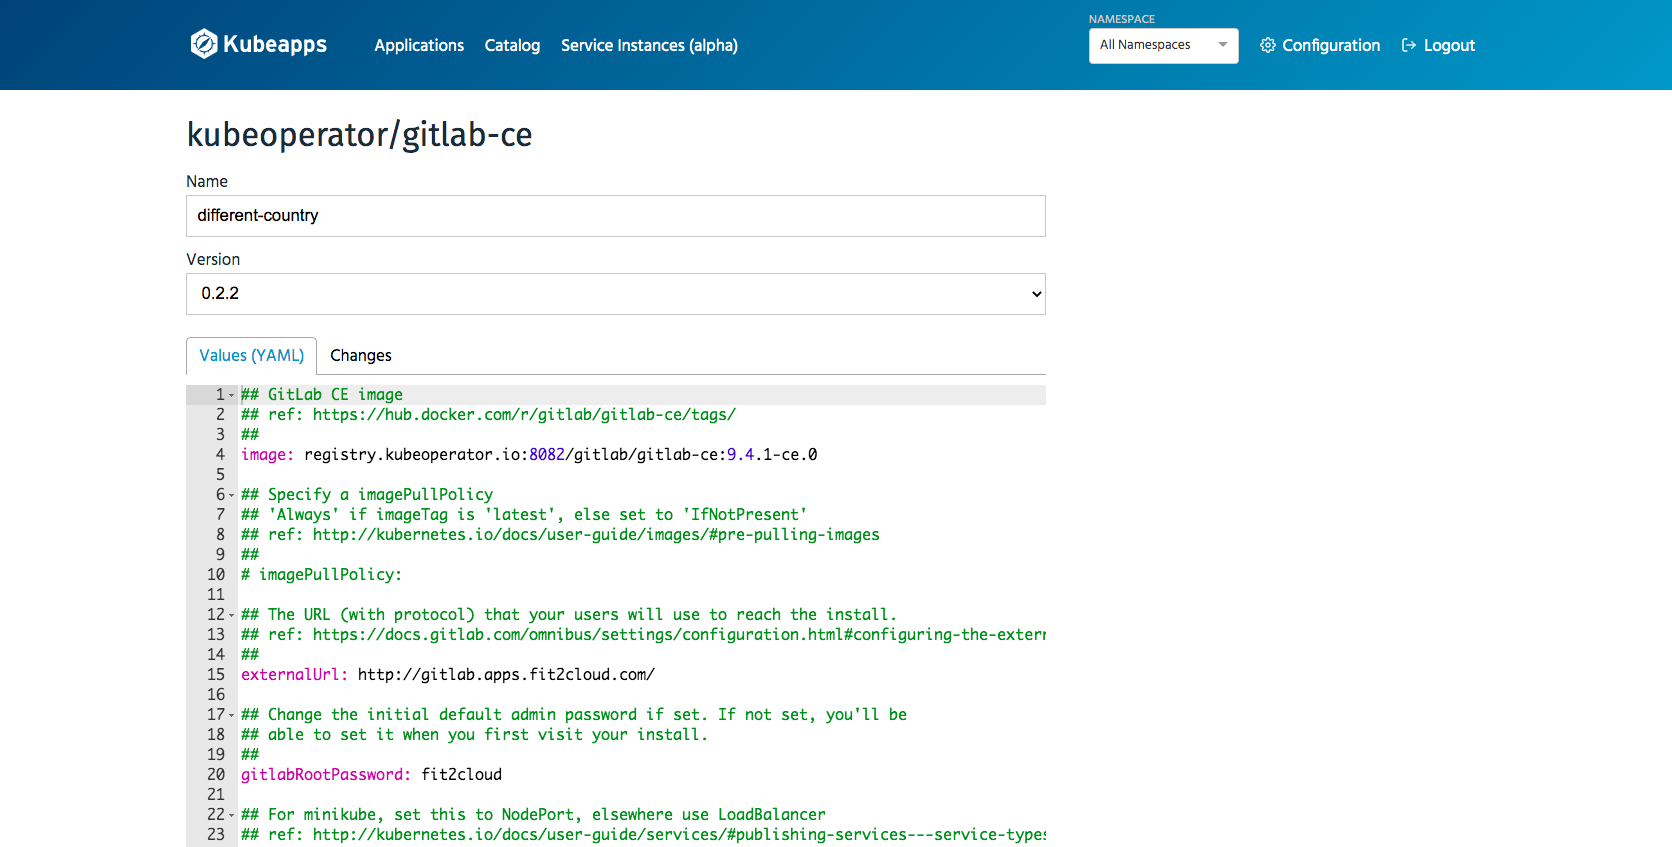 NAMESPACE
Kubeapps Applications Catalog Service Instances (alpha) All Namespaces Configuration Logout
kubeoperator/gitlab-ce
Name
different-country
Version
0.2.2
Values (YAML) Changes
1 ## GitLab CE image
2 ## ref: https://hub.docker.com/r/gitlab/gitlab-ce/tags/
3 ##
4 image: registry.kubeoperator.io:8082/gitlab/gitlab-ce:9.4.1-ce.0
5
6 ## Specify a imagePullPolicy
7 ## 'Always' if imageTag is 'latest', else set to 'IfNotPresent'
8 ## ref: http://kubernetes.io/docs/user-guide/images/#pre-pulling-images
9 ##
10 # imagePullPolicy:
11
12 ## The URL (with protocol) that your users will use to reach the install.
13 ## ref: https://docs.gitlab.com/omnibus/settings/configuration.html#configuring-the-extern
14 ##
15 externalUrl: http://gitlab.apps.fit2cloud.com/
16
17 ## Change the initial default admin password if set. If not set, you'll be
18 ## able to set it when you first visit your install.
19 ##
20 gitlabRootPassword: fit2cloud
21
22 ## For minikube, set this to NodePort, elsewhere use LoadBalancer
23 ## ref: http://kubernetes.io/docs/user-guide/services/#publishing-services---service-types